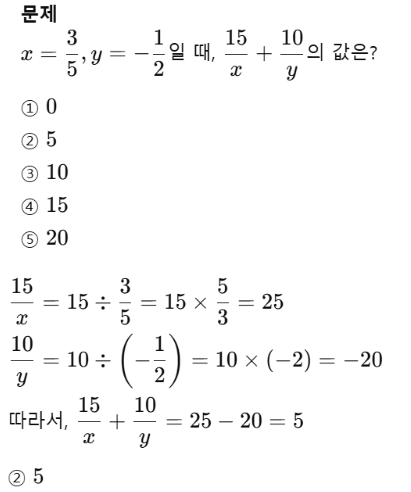 문제
x = 3/5, y = −1/2일 때, 15/x + 10/y의 값은?
① 0
② 5
③ 10
④ 15
⑤ 20
15/x = 15 ÷ 3/5 = 15 × 5/3 = 25
10/y = 10 ÷ (−1/2) = 10 × (−2) = −20
따라서, 15/x + 10/y = 25 − 20 = 5
② 5